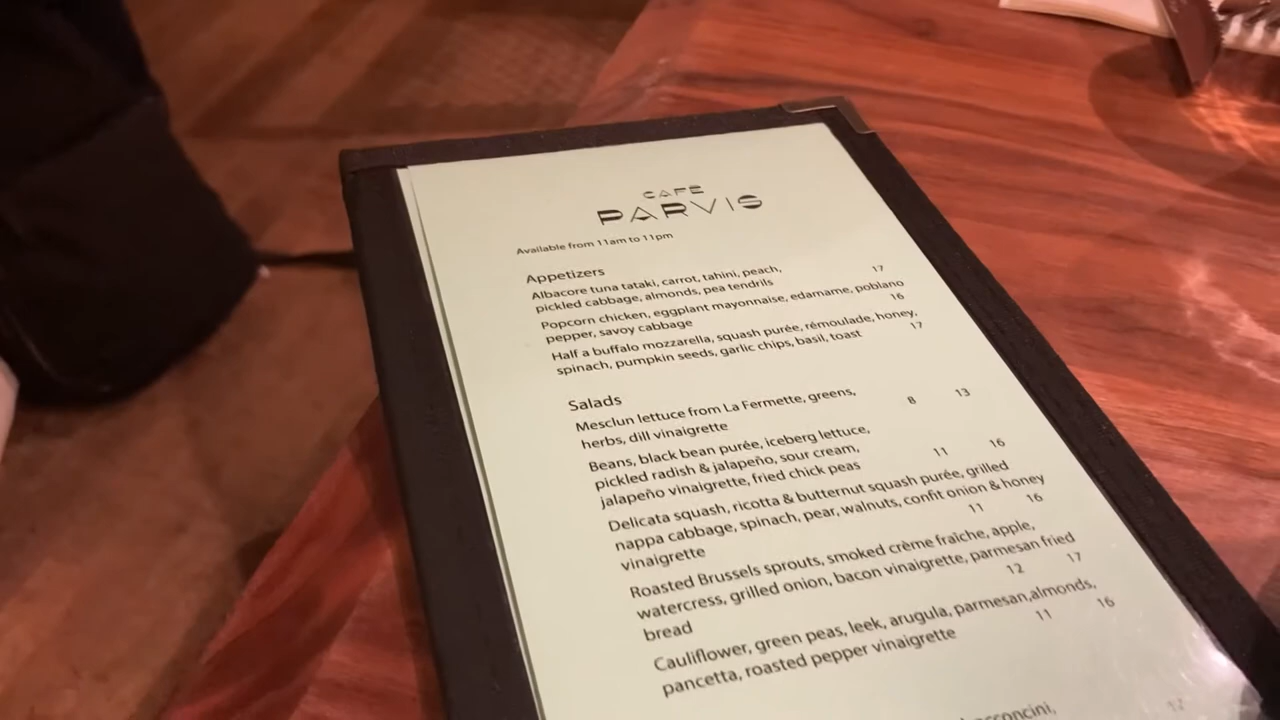 CAFÉ
PARVIS
Available from 11am to 11pm
Appetizers
Albacore tuna tataki, carrot, tahini, peach, 17
pickled cabbage, almonds, pea tendrils
Popcorn chicken, eggplant mayonnaise, edamame, poblano
pepper, savoy cabbage 16
Half a buffalo mozzarella, squash purée, rémoulade, honey,
spinach, pumpkin seeds, garlic chips, basil, toast 17
Salads
Mesclun lettuce from La Fermette, greens, 8 13
herbs, dill vinaigrette
Beans, black bean purée, iceberg lettuce,
pickled radish & jalapeño, sour cream, 11 16
jalapeño vinaigrette, fried chick peas
Delicata squash, ricotta & butternut squash purée, grilled
nappa cabbage, spinach, pear, walnuts, confit onion & honey
vinaigrette 11 16
Roasted Brussels sprouts, smoked crème fraîche, apple,
watercress, grilled onion, bacon vinaigrette, parmesan fried
bread 12 17
Cauliflower, green peas, leek, arugula, parmesan,almonds,
pancetta, roasted pepper vinaigrette 11 16
12